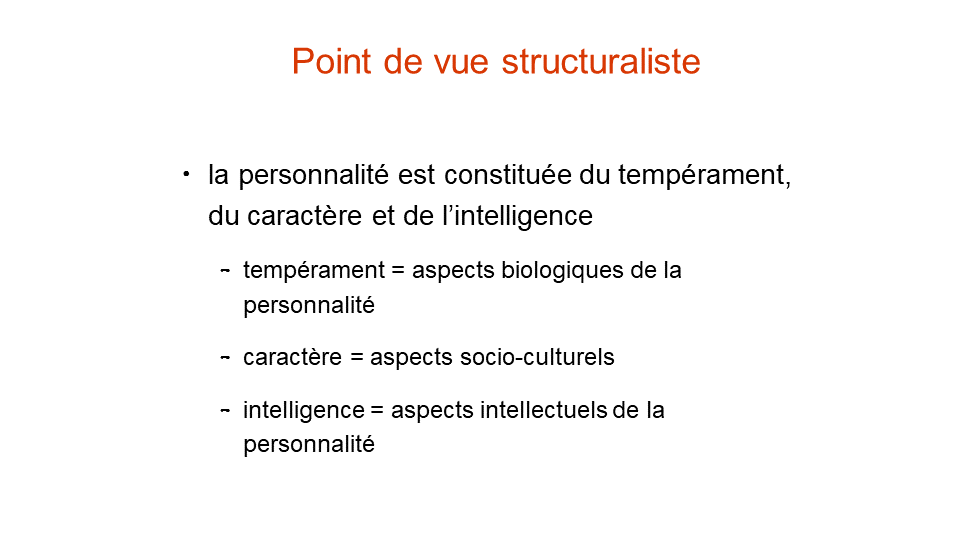 Point de vue structuraliste
• la personnalité est constituée du tempérament,
du caractère et de l’intelligence
~ tempérament = aspects biologiques de la
personnalité
~ caractère = aspects socio-culturels
~ intelligence = aspects intellectuels de la
personnalité